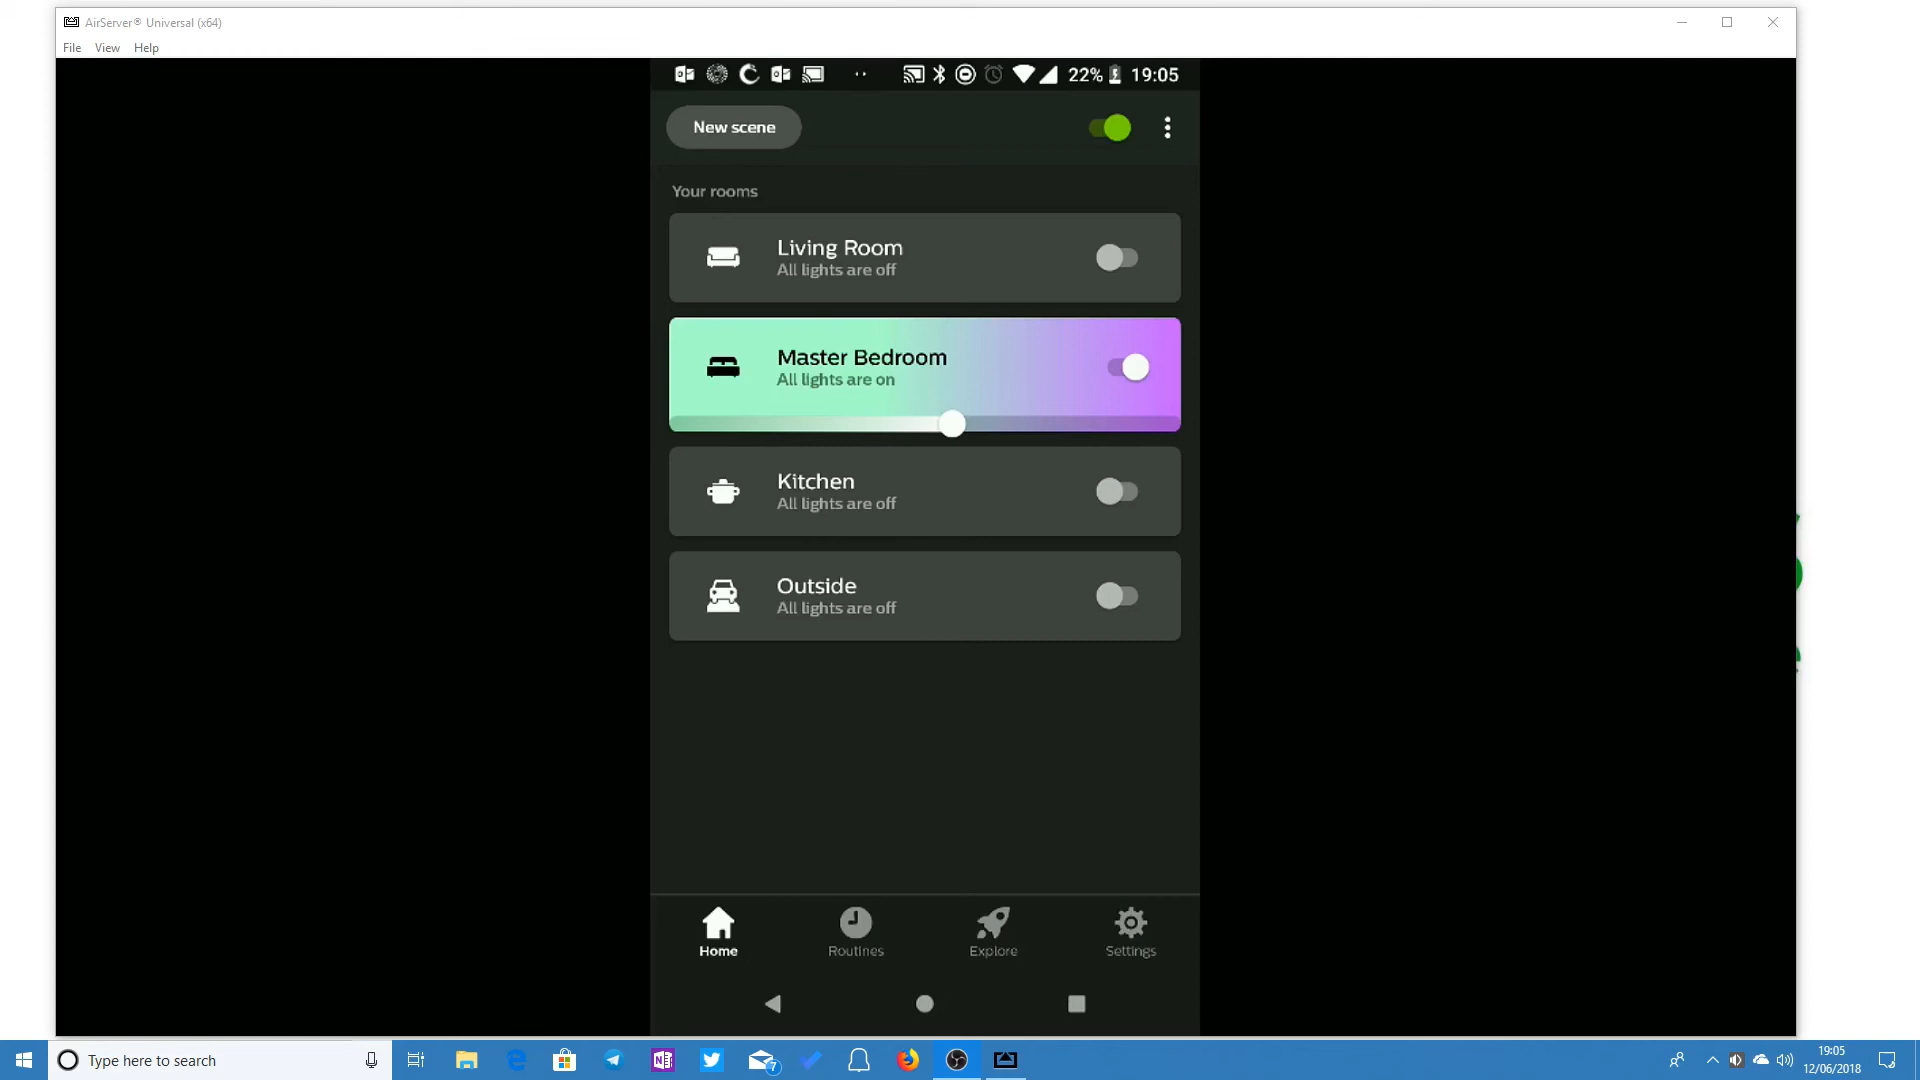 AirServer® Universal (x64)
File View Help
22% 19:05
New scene
Your rooms
Living Room
All lights are off
Master Bedroom
All lights are on
Kitchen
All lights are off
Outside
All lights are off
Home Routines Explore Settings
Type here to search
7
19:05
12/06/2018